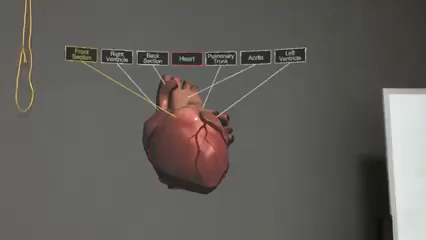 Front
Section
Right
Ventricle
Back
Section
Heart
Pulmonary
Trunk
Aorta
Left
Ventricle